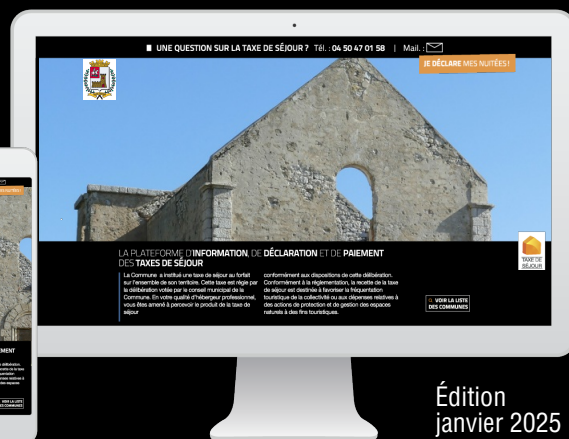 UNE QUESTION SUR LA TAXE DE SÉJOUR ? Tél. : 04 50 47 01 58 | Mail. :
JE DÉCLARE MES NUITÉES !
LA PLATEFORME D'INFORMATION, DE DÉCLARATION ET DE PAIEMENT
DES TAXES DE SÉJOUR
La Commune a institué une taxe de séjour au forfait
sur l'ensemble de son territoire. Cette taxe est régie par
la délibération votée par le conseil municipal de la
Commune. En votre qualité d'hébergeur professionnel,
vous êtes amené à percevoir le produit de la taxe de
séjour
conformément aux dispositions de cette délibération.
Conformément à la réglementation, la recette de la taxe
de séjour est destinée à favoriser la fréquentation
touristique de la collectivité ou aux dépenses relatives à
des actions de protection et de gestion des espaces
naturels à des fins touristiques.
TAXE DE
SÉJOUR
VOIR LA LISTE
DES COMMUNES
EMENT
VOIR LA LISTE
DES COMMUNES
Édition
janvier 2025